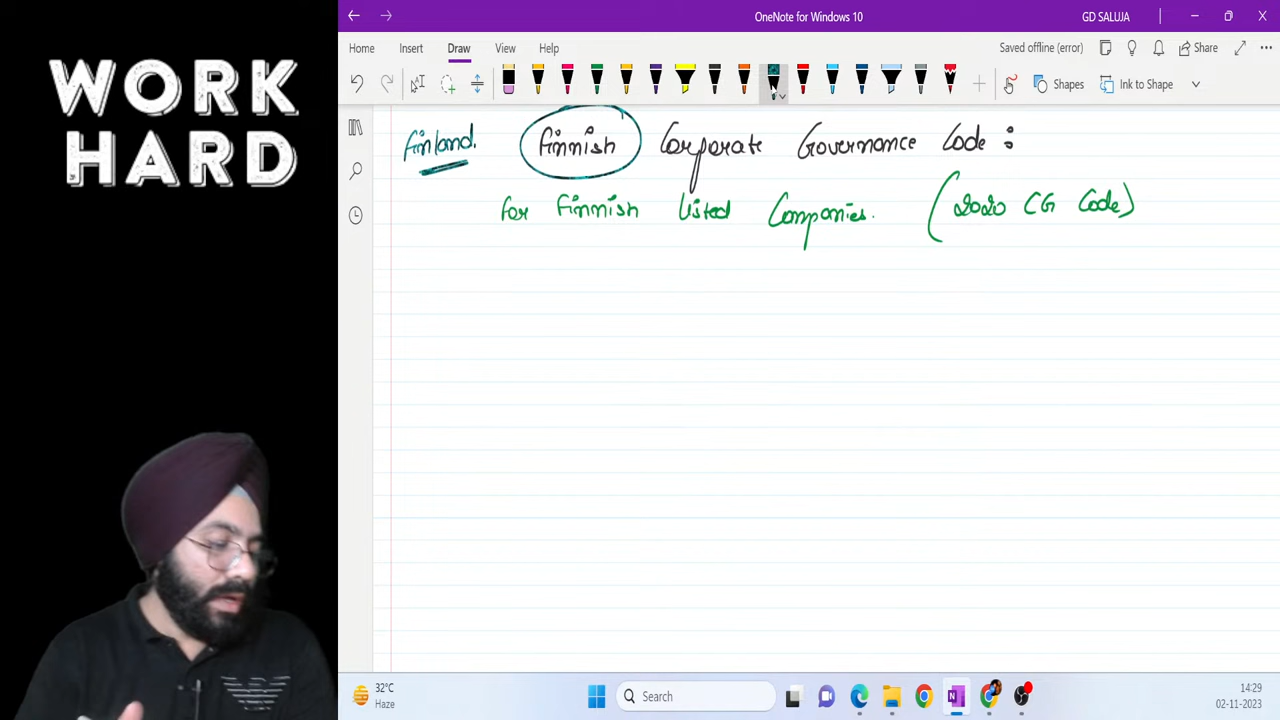 WORK
HARD
OneNote for Windows 10
GD SALUJA
Home Insert Draw View Help
Saved offline (error)
Share
Shapes
Ink to Shape
Finland. Finnish Corporate Governance Code :
for Finnish listed Companies. (2020 CG Code)
32°C
Haze
Search
14:29
02-11-2023